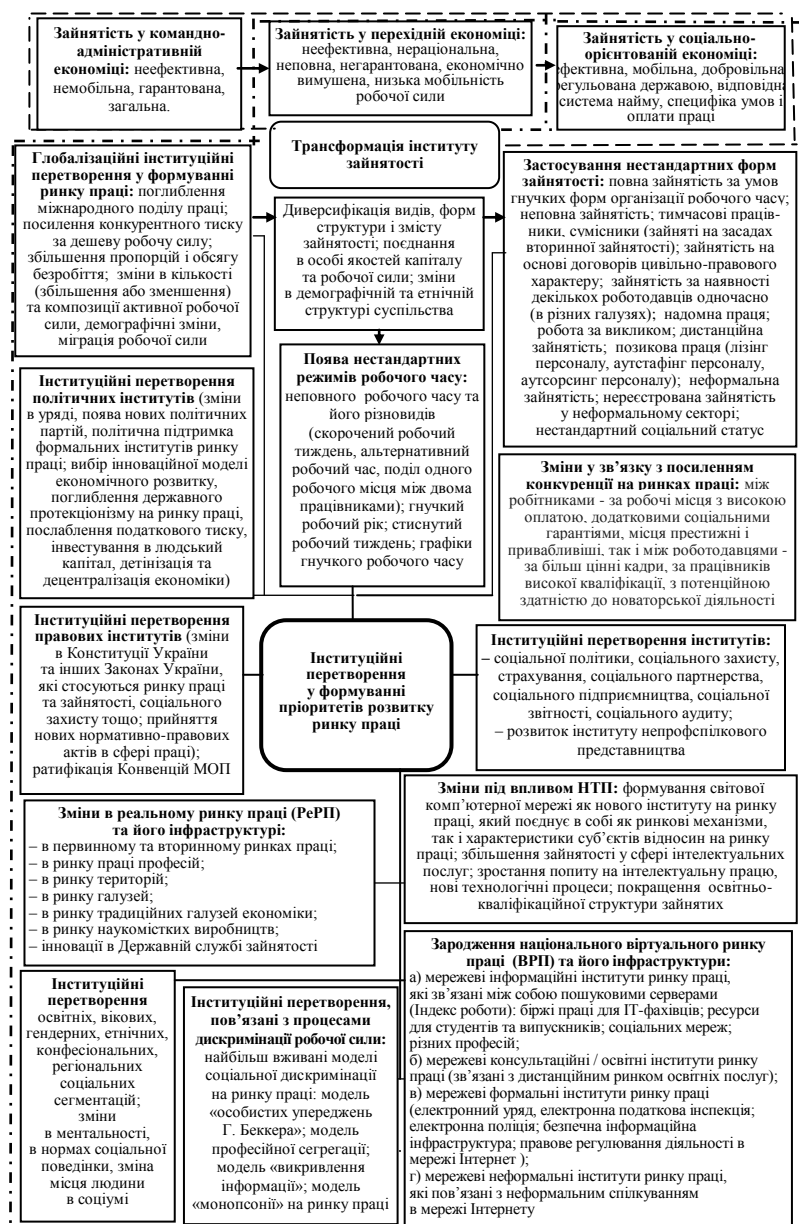 Зайнятість у командно-
адміністративній
економіці: неефективна,
немобільна, гарантована,
загальна.
Зайнятість у перехідній економіці:
неефективна, нераціональна,
неповна, негарантована, економічно
вимушена, низька мобільність
робочої сили
Зайнятість у соціально-
орієнтованій економіці:
ефективна, мобільна, добровільна,
регульована державою, відповідна
система найму, специфіка умов і
оплати праці
Трансформація інституту
зайнятості
Глобалізаційні інституційні
перетворення у формуванні
ринку праці: поглиблення
міжнародного поділу праці;
посилення конкурентного тиску
за дешеву робочу силу;
збільшення пропорцій і обсягу
безробіття; зміни в кількості
(збільшення або зменшення)
та композиції активної робочої
сили, демографічні зміни,
міграція робочої сили
Диверсифікація видів, форм
структури і змісту
зайнятості; поєднання
в особі якостей капіталу
та робочої сили; зміни
в демографічній та етнічній
структурі суспільства
Застосування нестандартних форм
зайнятості: повна зайнятість за умов
гнучких форм організації робочого часу;
неповна зайнятість; тимчасові праців-
ники, сумісники (зайняті на засадах
вторинної зайнятості); зайнятість на
основі договорів цивільно-правового
характеру; зайнятість за наявності
декількох роботодавців одночасно
(в різних галузях); надомна праця;
робота за викликом; дистанційна
зайнятість; позикова праця (лізінг
персоналу, аутстафінг персоналу,
аутсорсинг персоналу); неформальна
зайнятість; нереєстрована зайнятість
у неформальному секторі;
нестандартний соціальний статус
Інституційні перетворення
політичних інститутів (зміни
в уряді, поява нових політичних
партій, політична підтримка
формальних інститутів ринку
праці; вибір інноваційної моделі
економічного розвитку,
поглиблення державного
протекціонізму на ринку праці,
послаблення податкового тиску,
інвестування в людський
капітал, детінізація та
децентралізація економіки)
Поява нестандартних
режимів робочого часу:
неповного робочого часу та
його різновидів
(скорочений робочий
тиждень, альтернативний
робочий час, поділ одного
робочого місця між двома
працівниками); гнучкий
робочий рік; стиснутий
робочий тиждень; графіки
гнучкого робочого часу
Зміни у зв'язку з посиленням
конкуренції на ринках праці: між
робітниками - за робочі місця з високою
оплатою, додатковими соціальними
гарантіями, місця престижні і
привабливіші, так і між роботодавцями -
за більш цінні кадри, за працівників
високої кваліфікації, з потенційною
здатністю до новаторської діяльності
Інституційні перетворення
правових інститутів (зміни
в Конституції України
та інших Законах України,
які стосуються ринку праці
та зайнятості, соціального
захисту тощо; прийняття
нових нормативно-правових
актів в сфері праці);
ратифікація Конвенцій МОП
Інституційні
перетворення
у формуванні
пріоритетів розвитку
ринку праці
Інституційні перетворення інститутів:
– соціальної політики, соціального захисту,
страхування, соціального партнерства,
соціального підприємництва, соціальної
звітності, соціального аудиту;
– розвиток інституту непрофспілкового
представництва
Зміни в реальному ринку праці (РеРП)
та його інфраструктурі:
– в первинному та вторинному ринках праці;
– в ринку праці професій;
– в ринку територій;
– в ринку галузей;
– в ринку традиційних галузей економіки;
– в ринку наукомістких виробництв;
– інновації в Державній службі зайнятості
Зміни під впливом НТП: формування світової
комп'ютерної мережі як нового інституту на ринку
праці, який поєднує в собі як ринкові механізми,
так і характеристики суб'єктів відносин на ринку
праці; збільшення зайнятості у сфері інтелектуальних
послуг; зростання попиту на інтелектуальну працю,
нові технологічні процеси; покращення освітньо-
кваліфікаційної структури зайнятих
Інституційні
перетворення
освітніх, вікових,
гендерних, етнічних,
конфесіональних,
регіональних
соціальних
сегментацій;
зміни
в ментальності,
в нормах соціальної
поведінки, зміна
місця людини
в соціумі
Інституційні перетворення,
пов'язані з процесами
дискримінації робочої сили:
найбільш вживані моделі
соціальної дискримінації
на ринку праці: модель
«особистих упереджень
Г. Беккера»; модель
професійної сегрегації;
модель «викривлення
інформації»; модель
«монопсонії» на ринку праці
Зародження національного віртуального ринку
праці (ВРП) та його інфраструктури:
а) мережеві інформаційні інститути ринку праці,
які зв'язані між собою пошуковими серверами
(Індекс роботи): біржі праці для ІТ-фахівців; ресурси
для студентів та випускників; соціальних мереж;
різних професій;
б) мережеві консультаційні / освітні інститути ринку
праці (зв'язані з дистанційним ринком освітніх послуг);
в) мережеві формальні інститути ринку праці
(електронний уряд, електронна податкова інспекція;
електронна поліція; безпечна інформаційна
інфраструктура; правове регулювання діяльності в
мережі Інтернет );
г) мережеві неформальні інститути ринку праці,
які пов'язані з неформальним спілкуванням
в мережі Інтернету